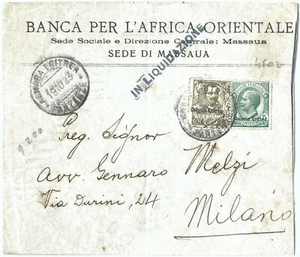 BANCA PER L'AFRICA ORIENTALE
Sede Sociale e Direzione Centrale: Massaua
SEDE DI MASSAUA
IN LIQUIDAZIONE
Preg. Signor
Avv Gennaro Melgi
Via Durini, 24
Milano